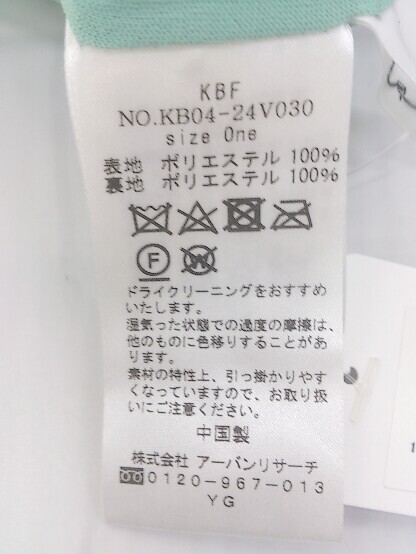 KBF
NO.KB04-24V030
size One
表地 ポリエステル 100%
裏地 ポリエステル 100%
F W
ドライクリーニングをおすすめ
いたします。
湿気った状態での過度の摩擦は、
他のものに色移りすることがあ
ります。
素材の特性上、引っ掛かりやす
くなっていますので、お取り扱
いにご注意ください。
中国製
株式会社 アーバンリサーチ
0120-967-013
YG
1